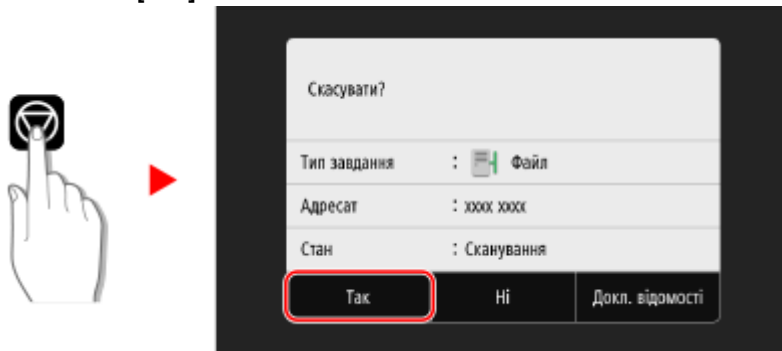 Скасувати?
Тип завдання : Файл
Адресат : xxxx xxxx
Стан : Сканування
Так Ні Докл. відомості